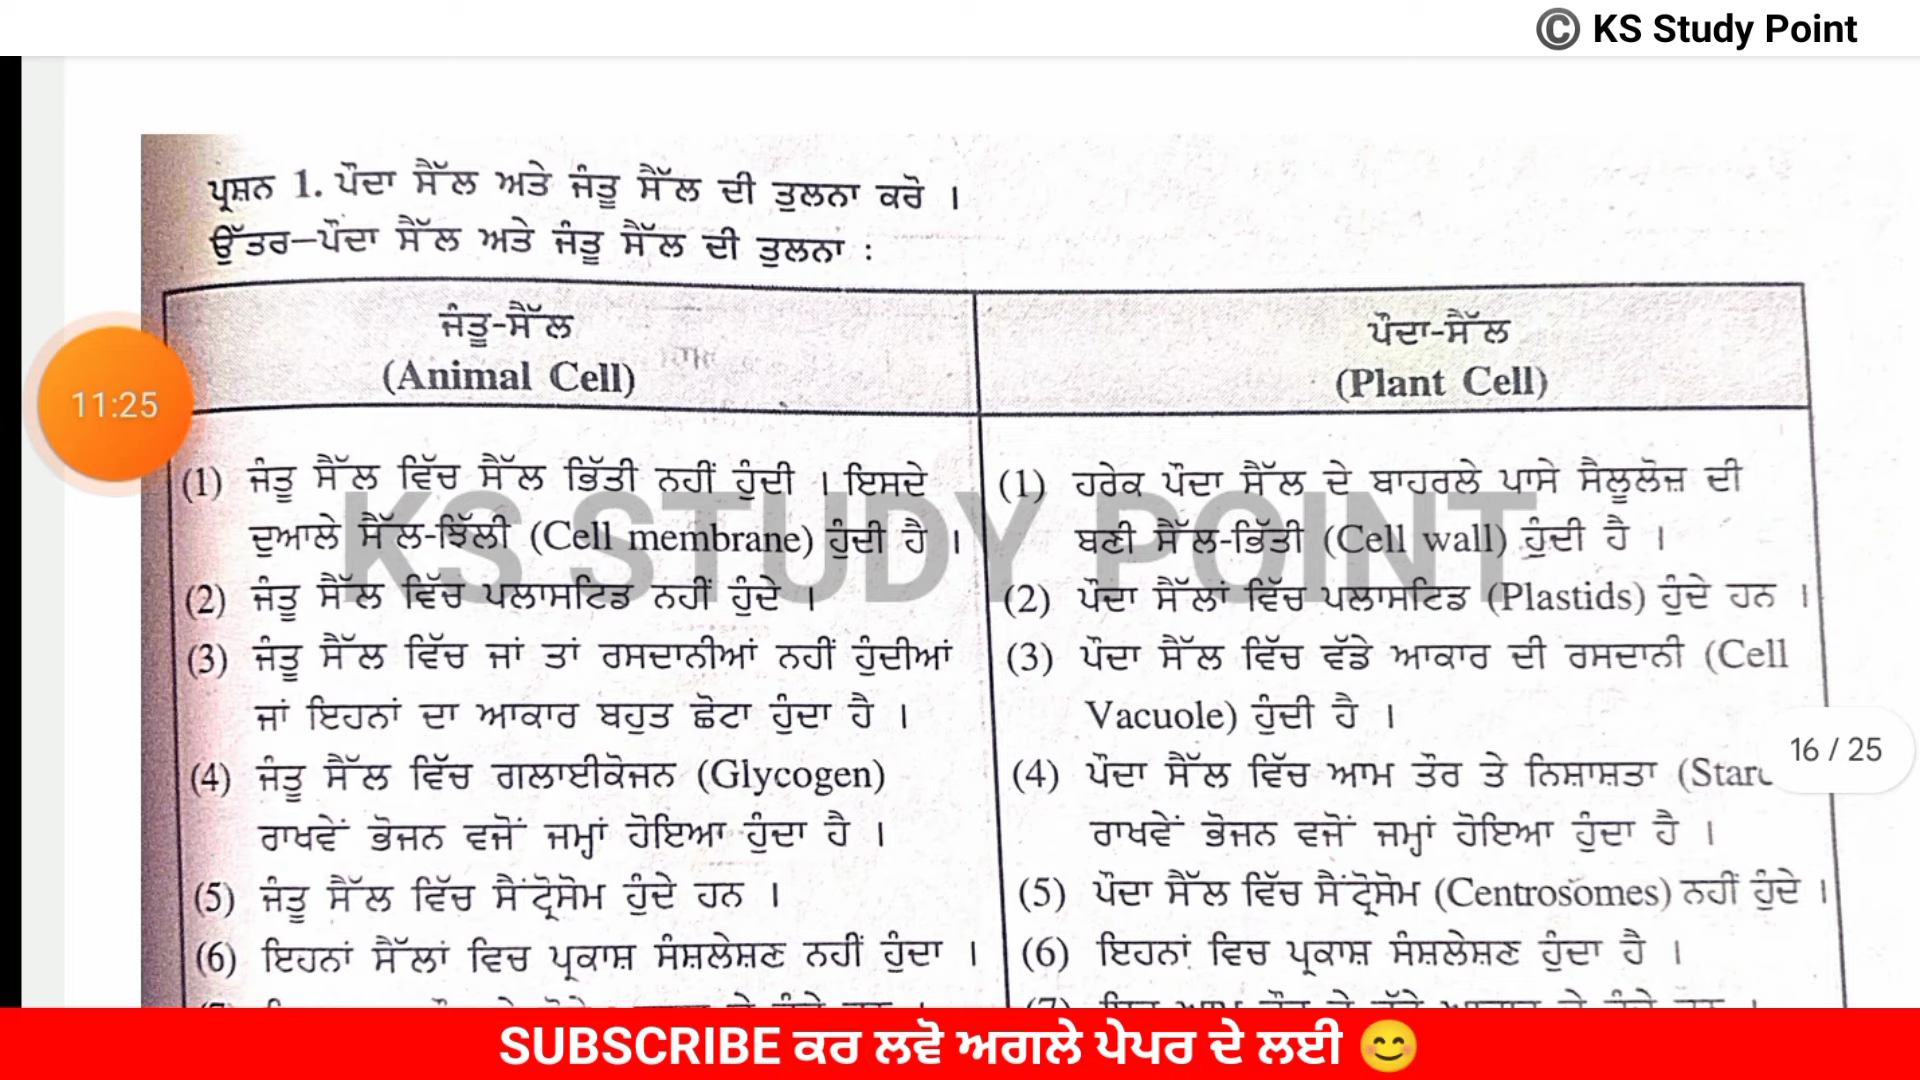 © KS Study Point
ਪ੍ਰਸ਼ਨ 1. ਪੌਦਾ ਸੈੱਲ ਅਤੇ ਜੰਤੂ ਸੈੱਲ ਦੀ ਤੁਲਨਾ ਕਰੋ ।
ਉੱਤਰ–ਪੌਦਾ ਸੈੱਲ ਅਤੇ ਜੰਤੂ ਸੈੱਲ ਦੀ ਤੁਲਨਾ :
ਜੰਤੂ-ਸੈੱਲ
(Animal Cell)
11:25
(1) ਜੰਤੂ ਸੈੱਲ ਵਿੱਚ ਸੈੱਲ ਭਿੱਤੀ ਨਹੀਂ ਹੁੰਦੀ । ਇਸਦੇ
ਦੁਆਲੇ ਸੈੱਲ-ਝਿੱਲੀ (Cell membrane) ਹੁੰਦੀ ਹੈ ।
(2) ਜੰਤੂ ਸੈੱਲ ਵਿੱਚ ਪਲਾਸਟਿਡ ਨਹੀਂ ਹੁੰਦੇ ।
(3) ਜੰਤੂ ਸੈੱਲ ਵਿੱਚ ਜਾਂ ਤਾਂ ਰਸਦਾਨੀਆਂ ਨਹੀਂ ਹੁੰਦੀਆਂ
ਜਾਂ ਇਹਨਾਂ ਦਾ ਆਕਾਰ ਬਹੁਤ ਛੋਟਾ ਹੁੰਦਾ ਹੈ ।
(4) ਜੰਤੂ ਸੈੱਲ ਵਿੱਚ ਗਲਾਈਕੋਜਨ (Glycogen)
ਰਾਖਵੇਂ ਭੋਜਨ ਵਜੋਂ ਜਮ੍ਹਾਂ ਹੋਇਆ ਹੁੰਦਾ ਹੈ ।
(5) ਜੰਤੂ ਸੈੱਲ ਵਿੱਚ ਸੈਂਟ੍ਰੋਸੋਮ ਹੁੰਦੇ ਹਨ ।
(6) ਇਹਨਾਂ ਸੈੱਲਾਂ ਵਿਚ ਪ੍ਰਕਾਸ਼ ਸੰਸ਼ਲੇਸ਼ਣ ਨਹੀਂ ਹੁੰਦਾ ।
ਪੌਦਾ-ਸੈੱਲ
(Plant Cell)
(1) ਹਰੇਕ ਪੌਦਾ ਸੈੱਲ ਦੇ ਬਾਹਰਲੇ ਪਾਸੇ ਸੈਲੂਲੋਜ਼ ਦੀ
ਬਣੀ ਸੈੱਲ-ਭਿੱਤੀ (Cell wall) ਹੁੰਦੀ ਹੈ ।
(2) ਪੌਦਾ ਸੈੱਲਾਂ ਵਿੱਚ ਪਲਾਸਟਿਡ (Plastids) ਹੁੰਦੇ ਹਨ ।
(3) ਪੌਦਾ ਸੈੱਲ ਵਿੱਚ ਵੱਡੇ ਆਕਾਰ ਦੀ ਰਸਦਾਨੀ (Cell
Vacuole) ਹੁੰਦੀ ਹੈ ।
(4) ਪੌਦਾ ਸੈੱਲ ਵਿੱਚ ਆਮ ਤੌਰ ਤੇ ਨਿਸ਼ਾਸ਼ਤਾ
ਰਾਖਵੇਂ ਭੋਜਨ ਵਜੋਂ ਜਮ੍ਹਾਂ ਹੋਇਆ ਹੁੰਦਾ ਹੈ ।
(5) ਪੌਦਾ ਸੈੱਲ ਵਿੱਚ ਸੈਂਟ੍ਰੋਸੋਮ (Centrosomes) ਨਹੀਂ ਹੁੰਦੇ ।
(6) ਇਹਨਾਂ ਵਿਚ ਪ੍ਰਕਾਸ਼ ਸੰਸ਼ਲੇਸ਼ਣ ਹੁੰਦਾ ਹੈ ।
KS STUDY POINT
16 / 25
SUBSCRIBE ਕਰ ਲਵੋ ਅਗਲੇ ਪੇਪਰ ਦੇ ਲਈ 😊